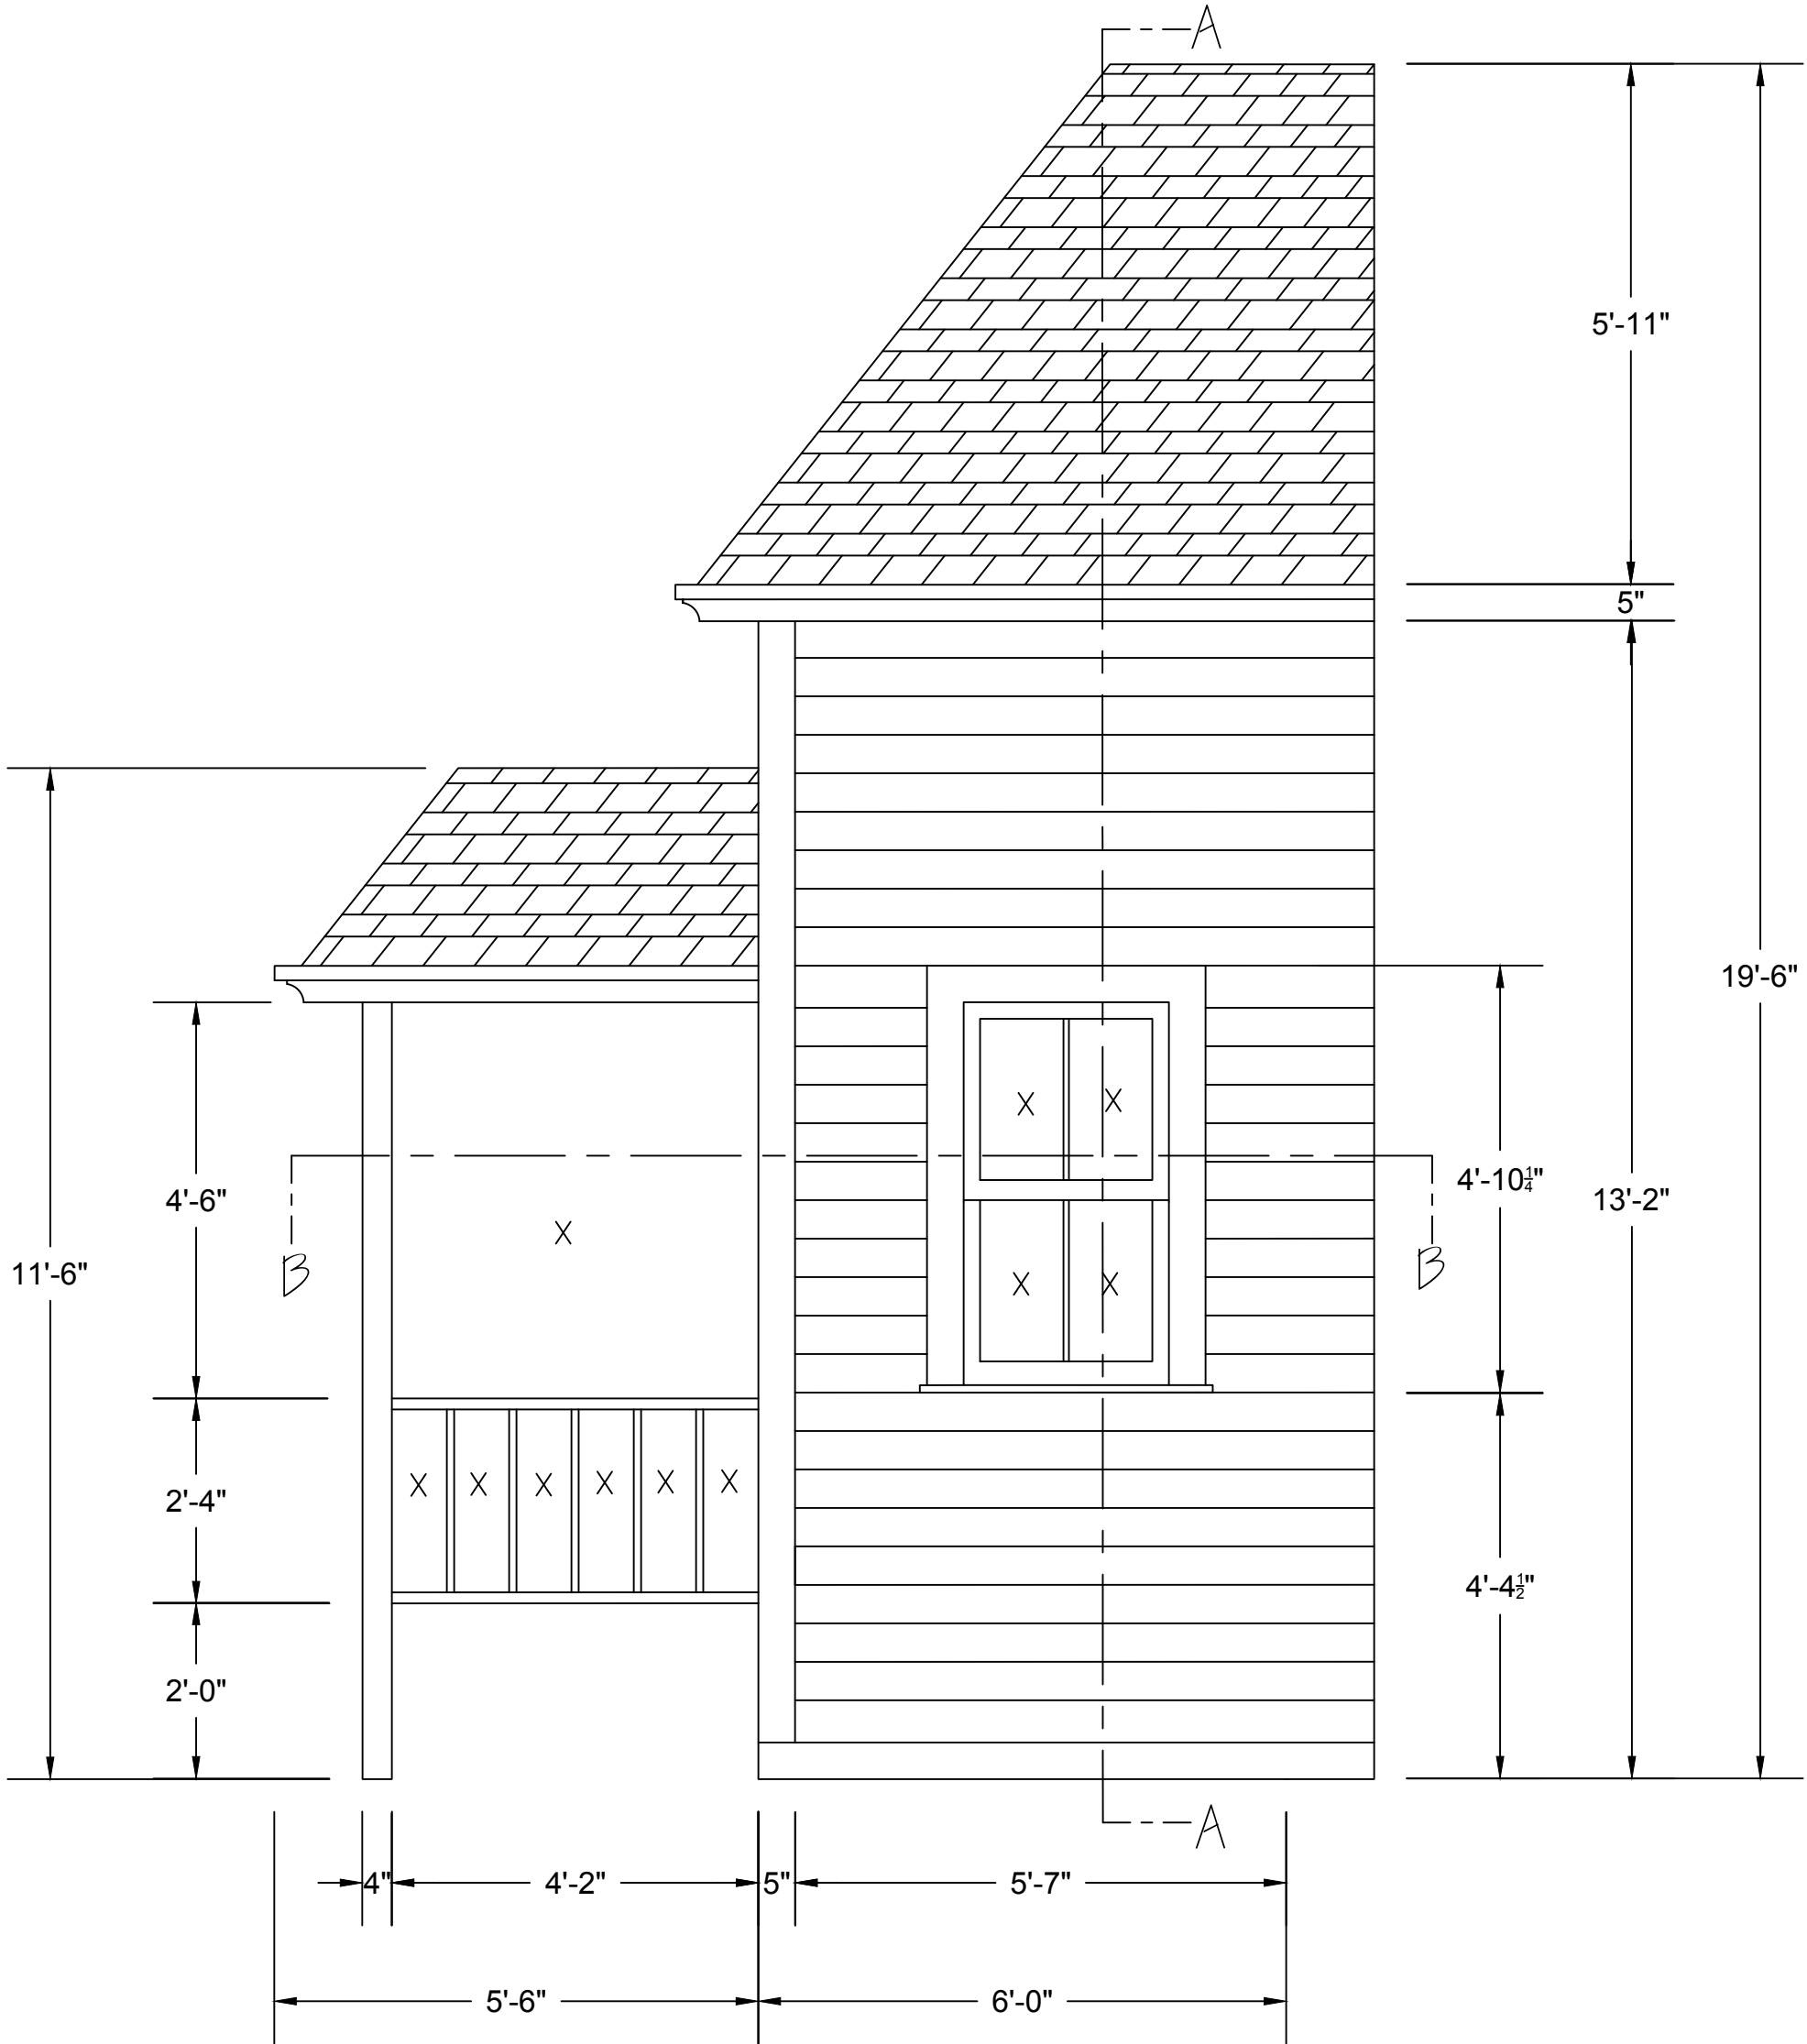 A
5'-11"
5"
19'-6"
4'-10¼"
13'-2"
4'-6"
X X
X
11'-6"
B
B
X X
2'-4"
X X X X X X
4'-4½"
2'-0"
A
4"
4'-2"
5"
5'-7"
5'-6"
6'-0"